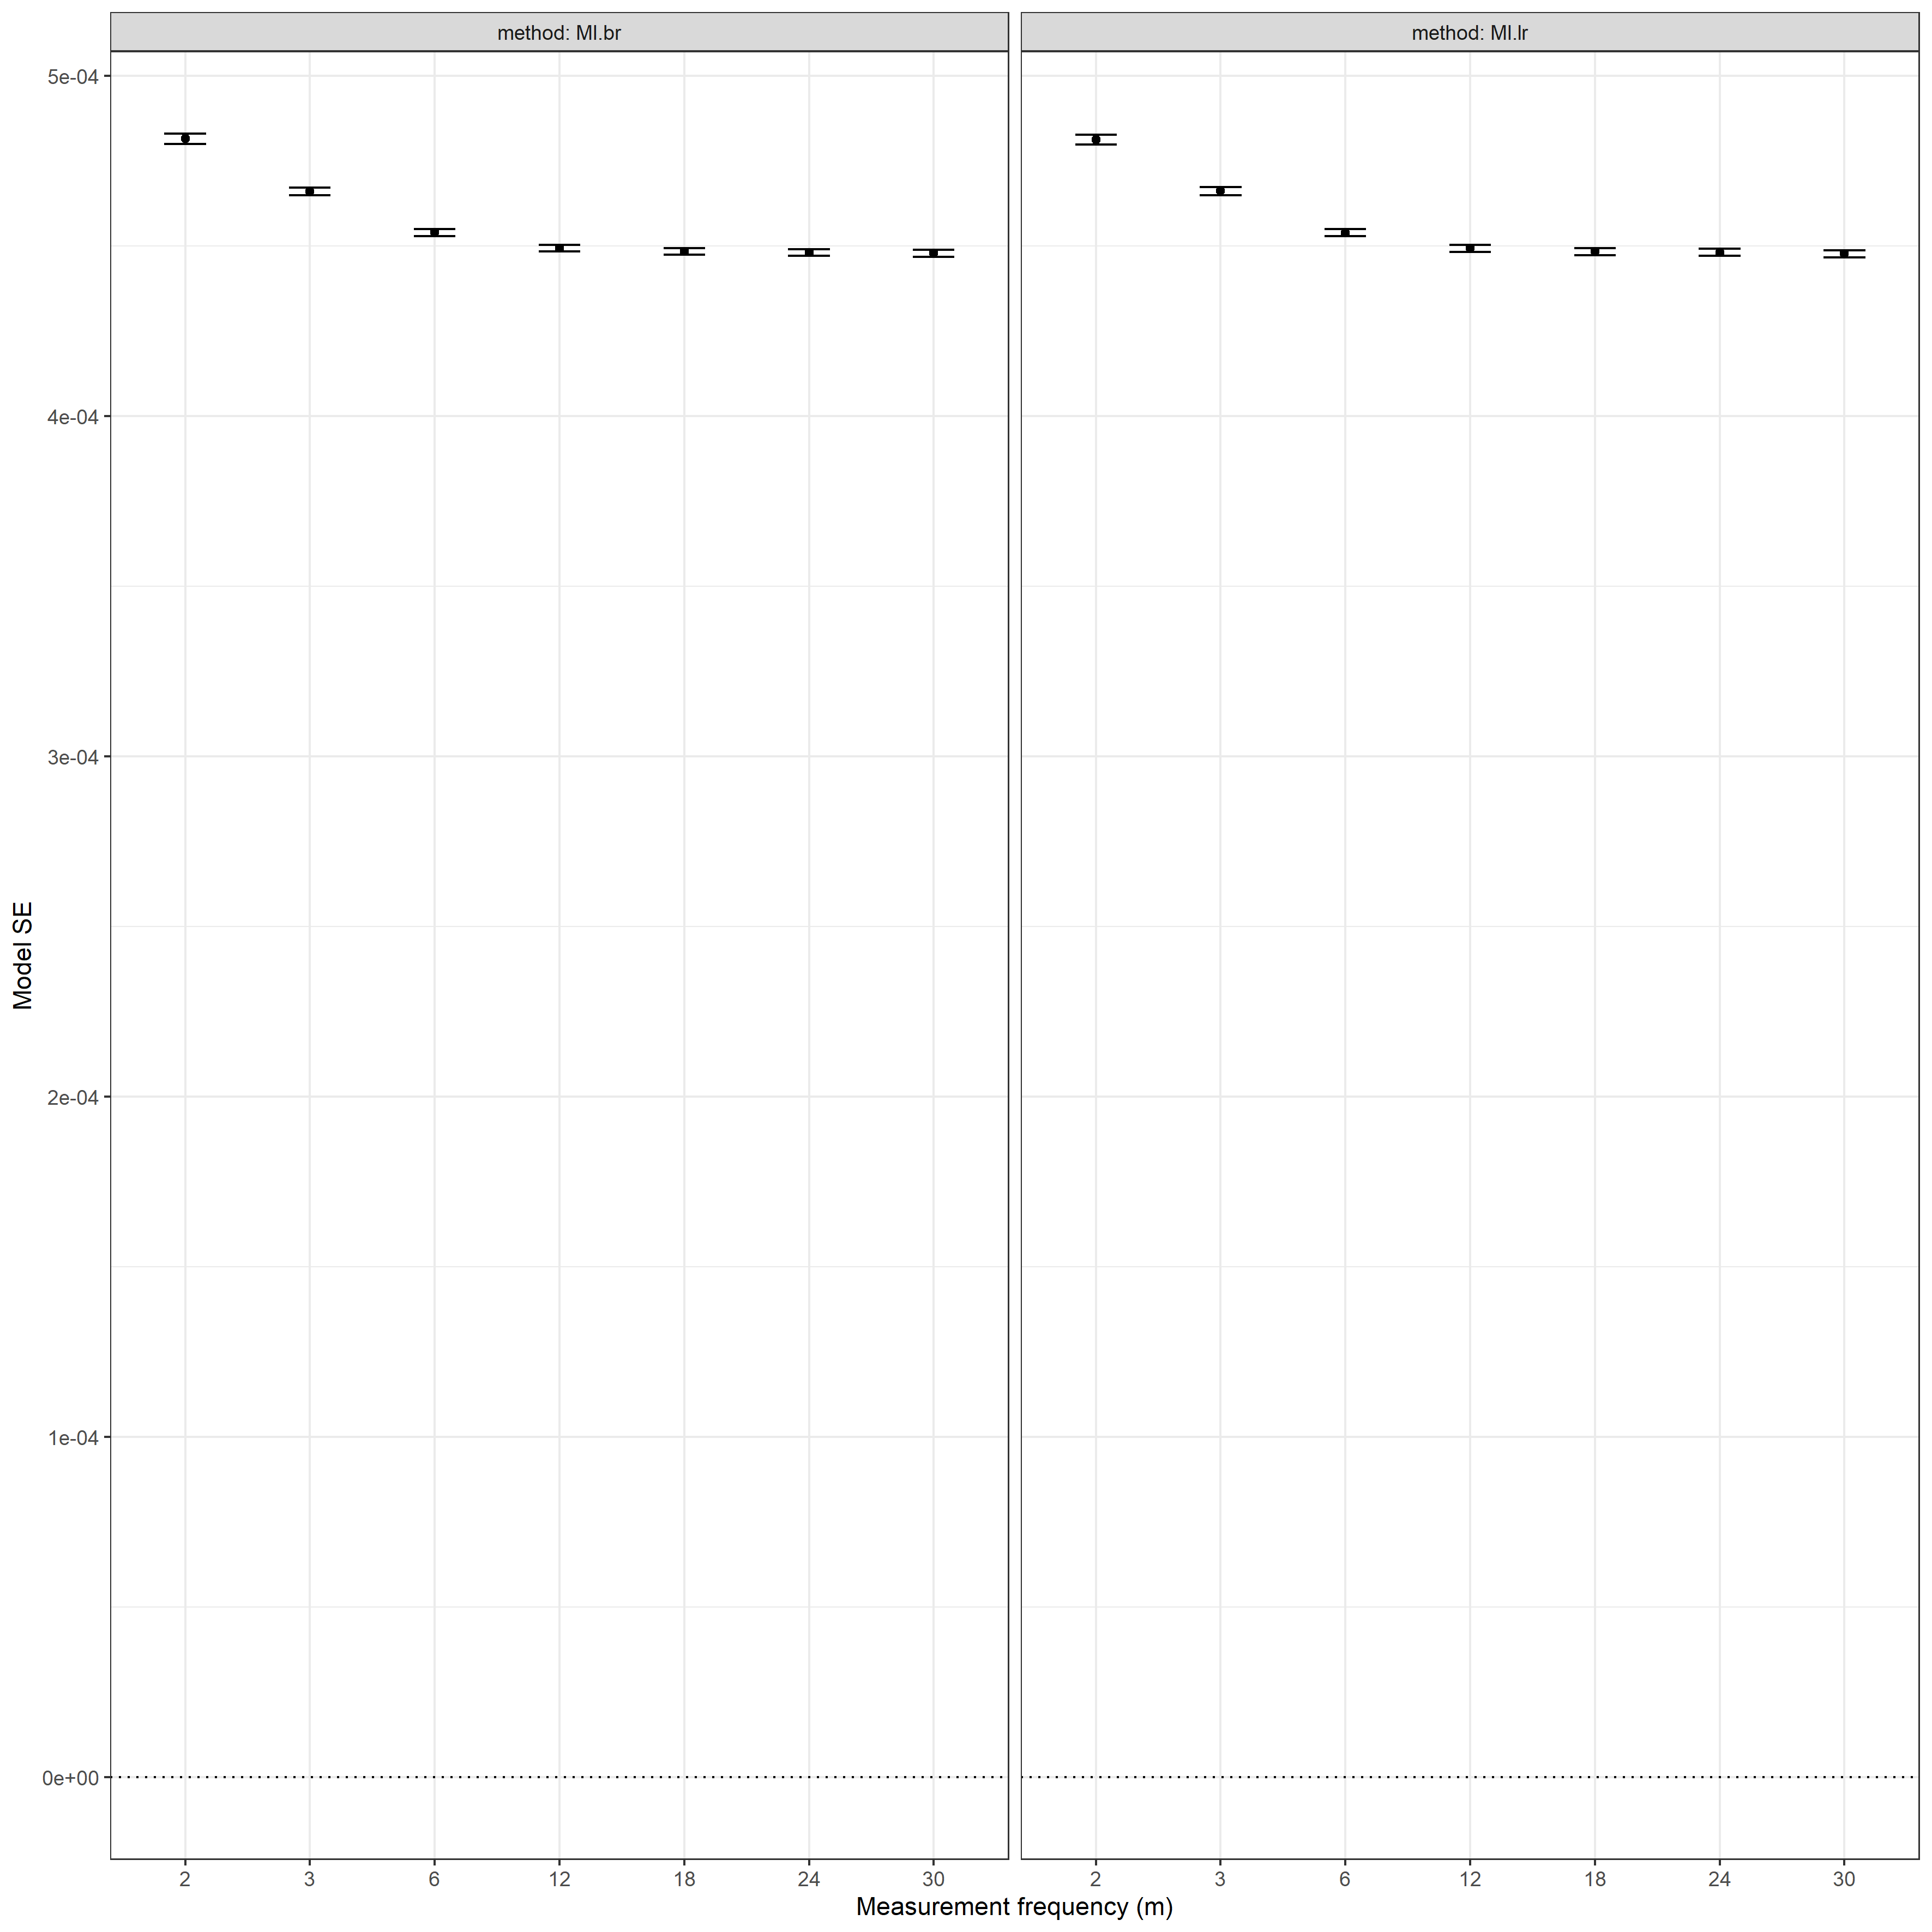 method: MI.br
method: MI.lr
5e-04
4e-04
3e-04
2e-04
1e-04
0e+00
Model SE
2 3 6 12 18 24 30
2 3 6 12 18 24 30
Measurement frequency (m)